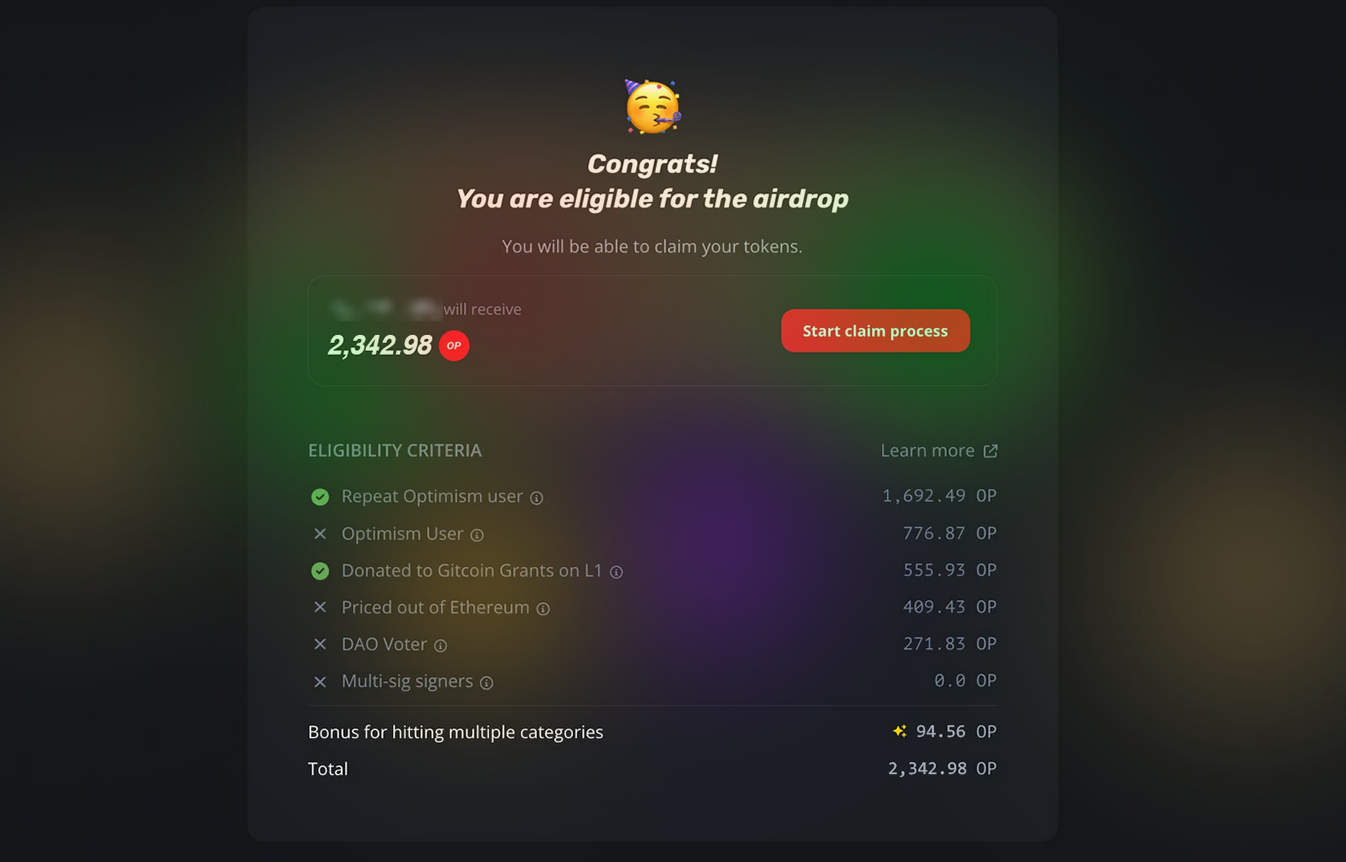 Congrats!
You are eligible for the airdrop
You will be able to claim your tokens.
will receive
2,342.98 OP
Start claim process
ELIGIBILITY CRITERIA Learn more
Repeat Optimism user 1,692.49 OP
Optimism User 776.87 OP
Donated to Gitcoin Grants on L1 555.93 OP
Priced out of Ethereum 409.43 OP
DAO Voter 271.83 OP
Multi-sig signers 0.0 OP
Bonus for hitting multiple categories 94.56 OP
Total 2,342.98 OP